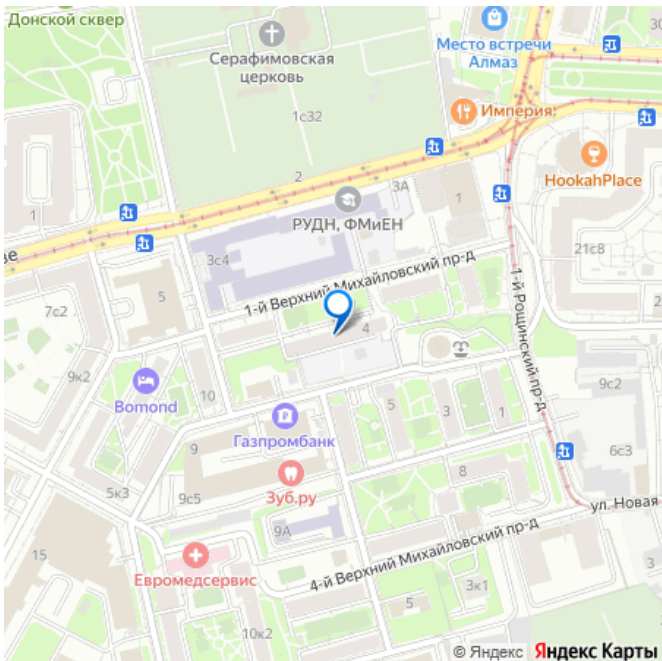 Донской сквер
Серафимовская
церковь
Место встречи
Алмаз
1с32
Империя
2
3А
1
HookahPlace
РУДН, ФМиЕН
1
3с4
21с8
1-й Верхний Михайловский пр-д
5
7с2
4
1-й Рощинский пр-д
9к2
10
Bomond
9с2
5
3
1
Газпромбанк
9
6с3
8
Зуб.ру
5к3
9с5
ул. Новая
9А
15
Евромедсервис
4-й Верхний Михайловский пр-д
3
3к1
5
10к2
© Яндекс Яндекс Карты